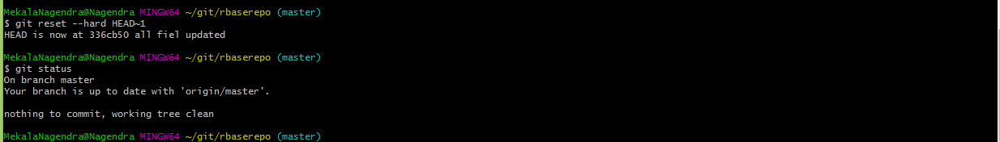 MekalaNagendra@Nagendra MINGW64 ~/git/rbaserepo (master)
$ git reset --hard HEAD~1
HEAD is now at 336cb50 all fiel updated
MekalaNagendra@Nagendra MINGW64 ~/git/rbaserepo (master)
$ git status
On branch master
Your branch is up to date with 'origin/master'.
nothing to commit, working tree clean
MekalaNagendra@Nagendra MINGW64 ~/git/rbaserepo (master)